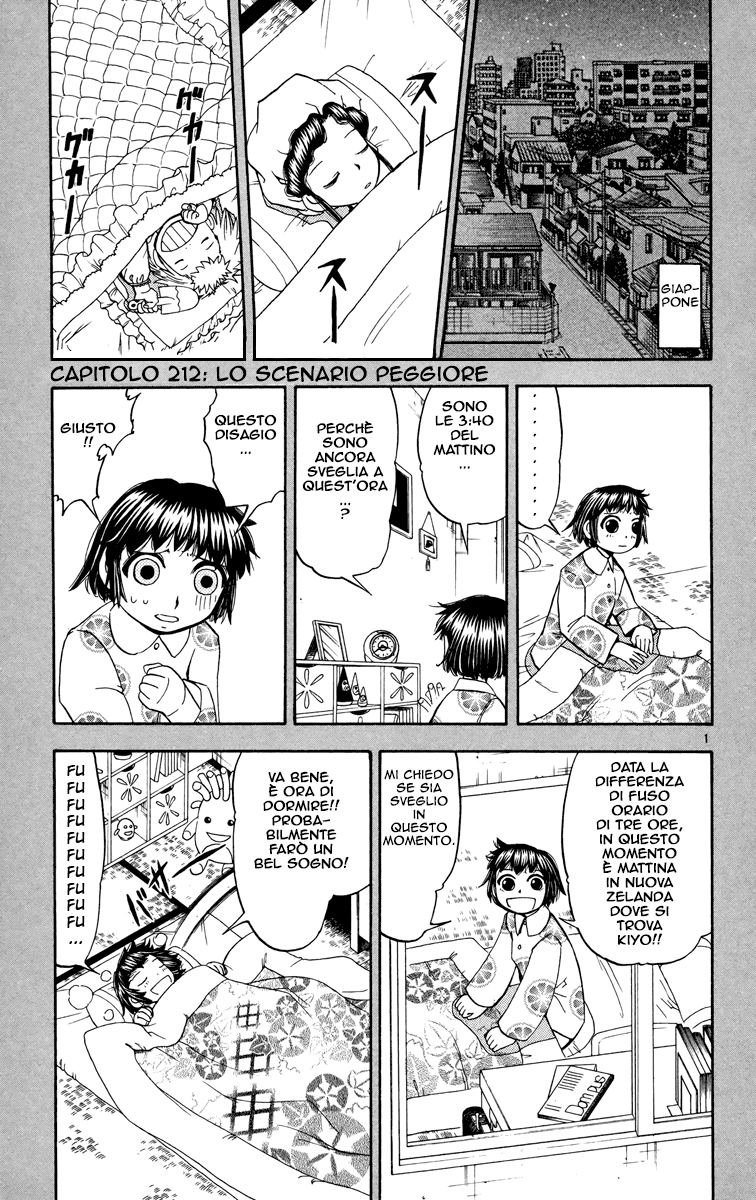 GIAP-
PONE
スー
スー
グカー
グカー
CAPITOLO 212: LO SCENARIO PEGGIORE
. . . . . . . .
SONO
LE 3:40
DEL
MATTINO
...
PERCHÈ
SONO
ANCORA
SVEGLIA A
QUEST'ORA
...
?
QUESTO
DISAGIO
...
GIUSTO
!!
1
DATA LA
DIFFERENZA
DI FUSO
ORARIO
DI TRE ORE,
IN QUESTO
MOMENTO
È MATTINA
IN NUOVA
ZELANDA
DOVE SI
TROVA
KIYO!!
MI CHIEDO
SE SIA
SVEGLIO
IN
QUESTO
MOMENTO.
VA BENE,
È ORA DI
DORMIRE!!
PROBA-
BILMENTE
FARÒ UN
BEL SOGNO!
FU
FU
FU
FU
FU
FU
FU
FU
FU
...